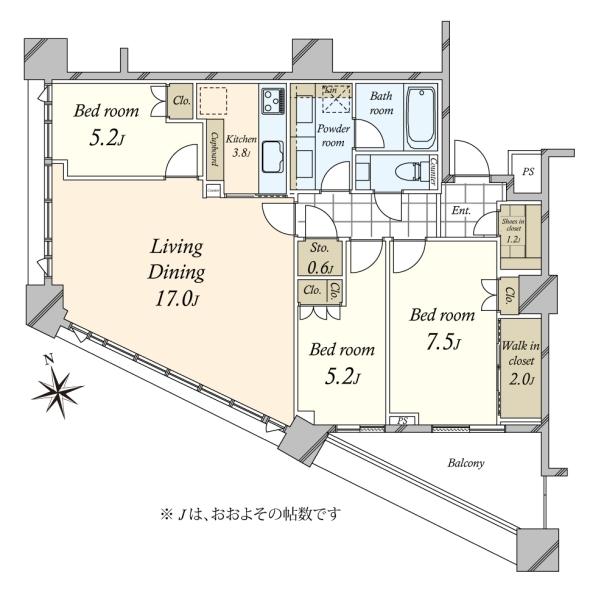 Bed room
5.2J
Clo.
Kitchen
3.8J
Cupboard
Counter
Lin
Powder
room
Bath
room
Counter
PS
Ent.
Shoes in
closet
1.2J
Living
Dining
17.0J
Sto.
0.6J
Clo.
Clo.
Bed room
5.2J
Bed room
7.5J
Clo.
Walk in
closet
2.0J
PS
Balcony
N
※ Jは、おおよその帖数です